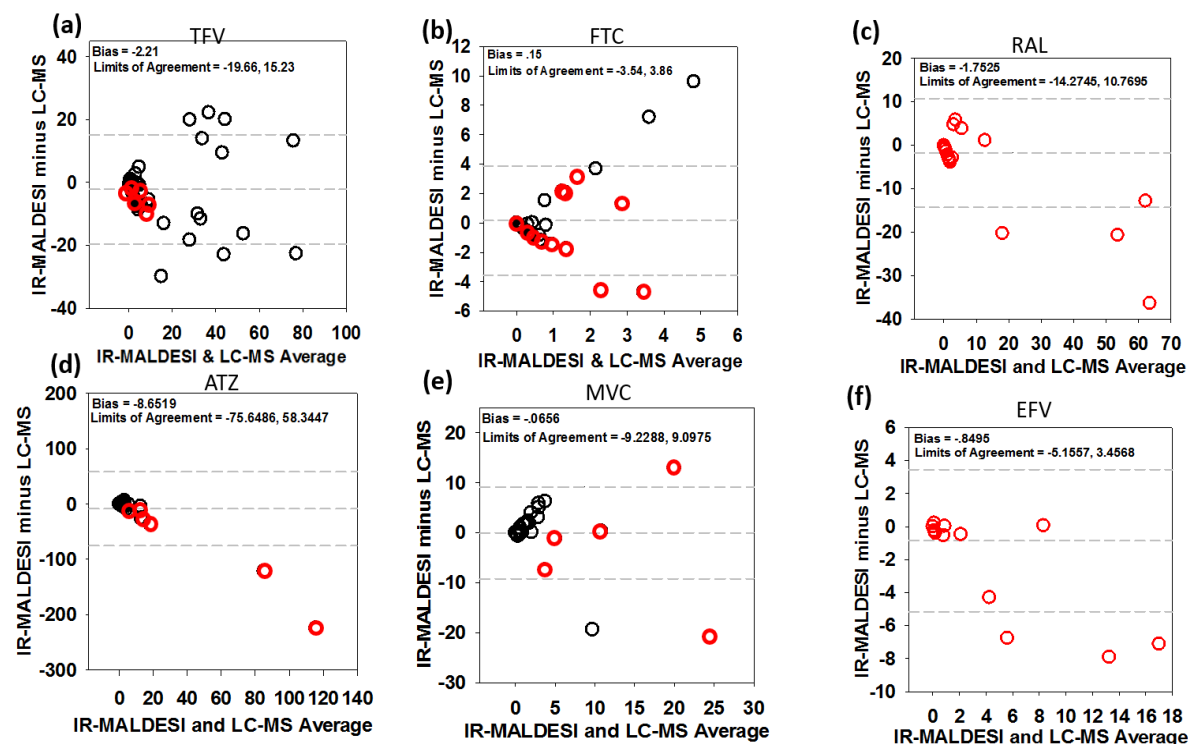 (a)
TFV
Bias = -2.21
Limits of Agreement = -19.66, 15.23
IR-MALDESI minus LC-MS
40
20
0
-20
-40
0 20 40 60 80 100
IR-MALDESI & LC-MS Average
(b)
FTC
Bias = .15
Limits of Agreement = -3.54, 3.86
IR-MALDESI minus LC-MS
12
10
8
6
4
2
0
-2
-4
-6
0 1 2 3 4 5 6
IR-MALDESI & LC-MS Average
(c)
RAL
Bias = -1.7525
Limits of Agreement = -14.2745, 10.7695
IR-MALDESI minus LC-MS
20
10
0
-10
-20
-30
-40
0 10 20 30 40 50 60 70
IR-MALDESI and LC-MS Average
(d)
ATZ
Bias = -8.6519
Limits of Agreement = -75.6486, 58.3447
IR-MALDESI minus LC-MS
200
100
0
-100
-200
-300
0 20 40 60 80 100 120 140
IR-MALDESI and LC-MS Average
(e)
MVC
Bias = -.0656
Limits of Agreement = -9.2288, 9.0975
IR-MALDESI minus LC-MS
20
10
0
-10
-20
-30
0 5 10 15 20 25 30
IR-MALDESI and LC-MS Average
(f)
EFV
Bias = -.8495
Limits of Agreement = -5.1557, 3.4568
IR-MALDESI minus LC-MS
6
4
2
0
-2
-4
-6
-8
-10
0 2 4 6 8 10 12 14 16 18
IR-MALDESI and LC-MS Average